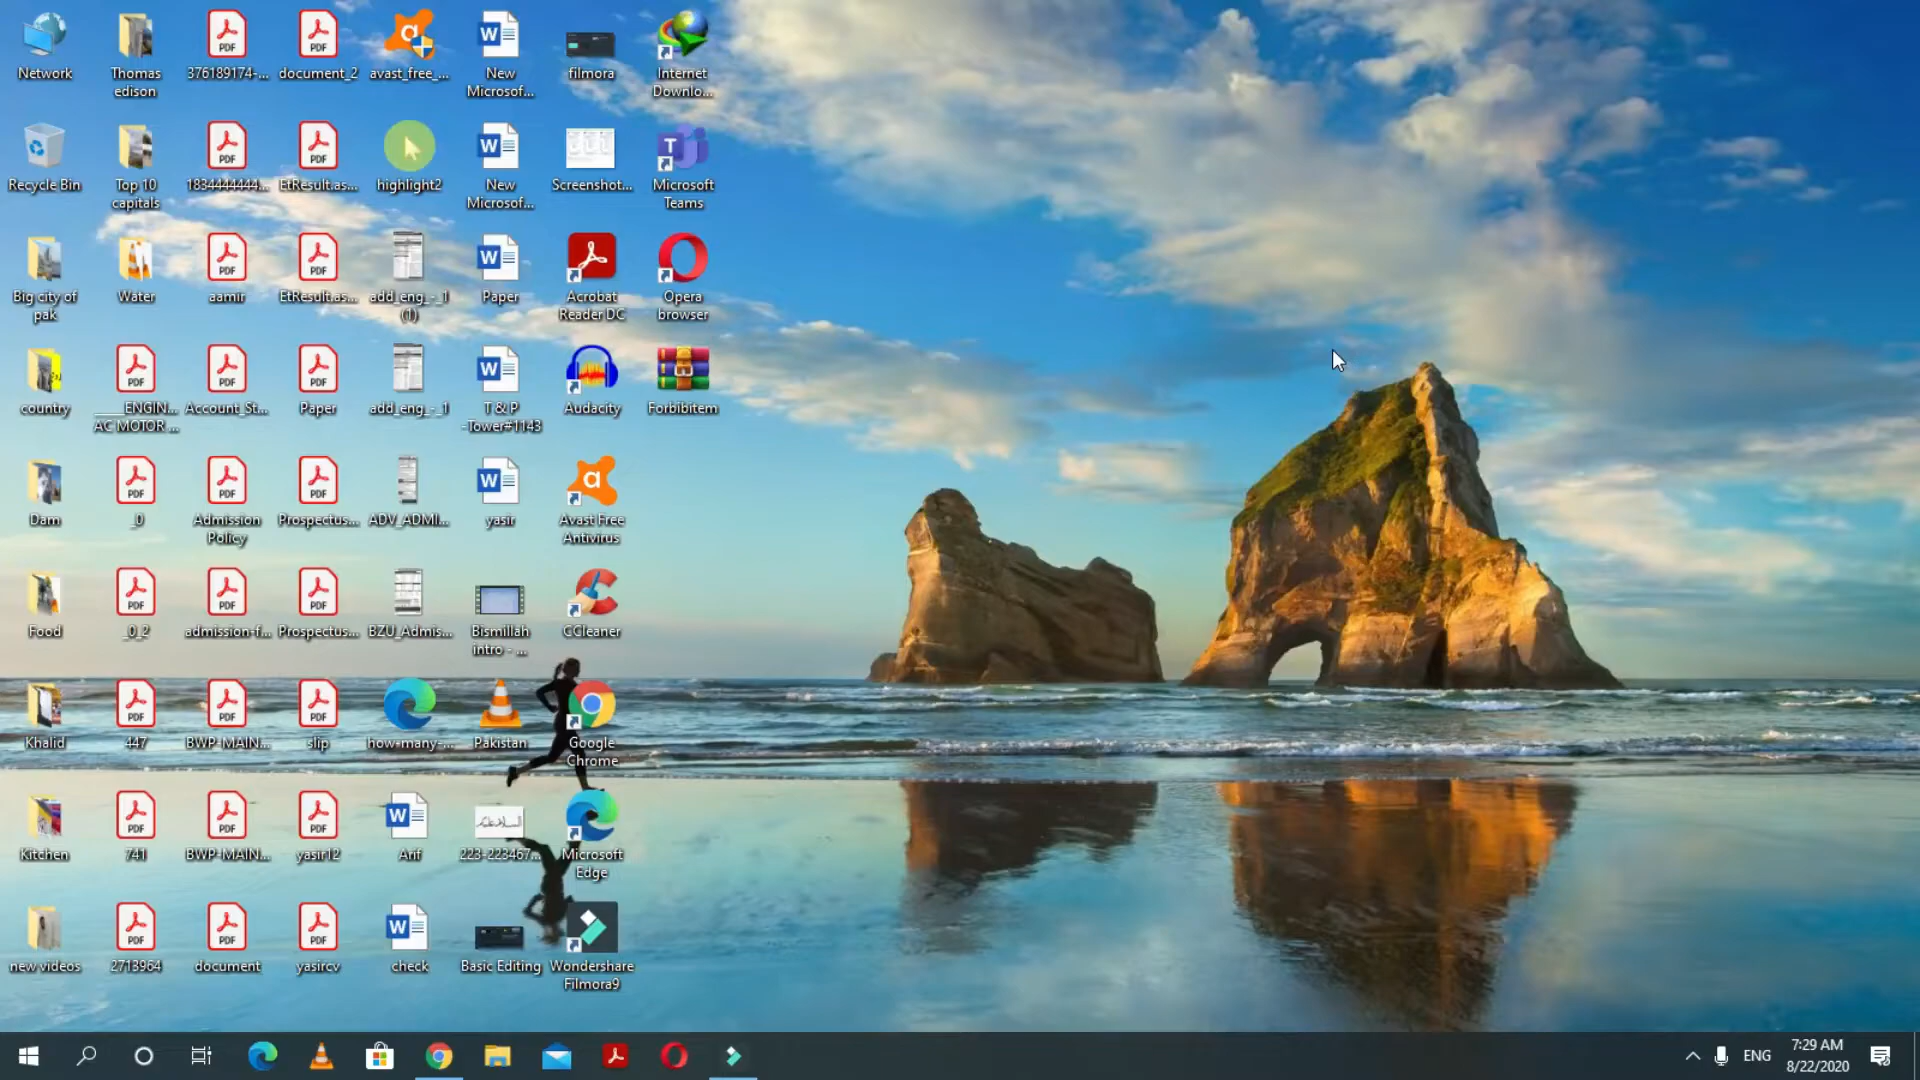 Network
Thomas
edison
376189174-...
document_2
avast_free_...
New
Microsof...
filmora
Internet
Downlo...
Recycle Bin
Top 10
capitals
1834444444...
EtResult.as...
highlight2
New
Microsof...
Screenshot...
Microsoft
Teams
Big city of
pak
Water
aamir
EtResult.as...
add_eng_-_1
(1)
Paper
Acrobat
Reader DC
Opera
browser
country
____ENGIN...
AC MOTOR ...
Account_St...
Paper
add_eng_-_1
T & P
-Tower#1143
Audacity
Forbibitem
Dam
_0
Admission
Policy
Prospectus...
ADV_ADMI...
yasir
Avast Free
Antivirus
Food
_0_2
admission-f...
Prospectus...
BZU_Admis...
Bismillah
intro - ...
CCleaner
Khalid
447
BWP-MAIN...
slip
how-many-...
Pakistan
Google
Chrome
Kitchen
741
BWP-MAIN...
yasir12
Arif
223-223467...
Microsoft
Edge
new videos
2713964
document
yasircv
check
Basic Editing
Wondershare
Filmora9
ENG
7:29 AM
8/22/2020